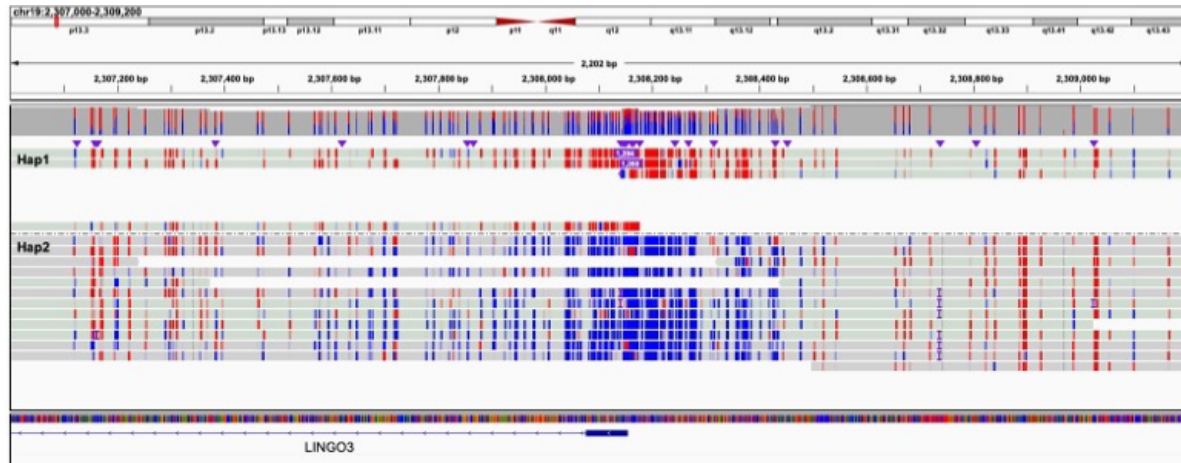 chr19:2,307,000-2,309,200
p13.3 p13.2 p13.13 p13.12 p13.11 p12 p11 q11 q12 q13.11 q13.12 q13.2 q13.31 q13.32 q13.33 q13.41 q13.42 q13.43
2,202 bp
2,307,200 bp 2,307,400 bp 2,307,600 bp 2,307,800 bp 2,308,000 bp 2,308,200 bp 2,308,400 bp 2,308,600 bp 2,308,800 bp 2,309,000 bp
Hap1
Hap2
LINGO3